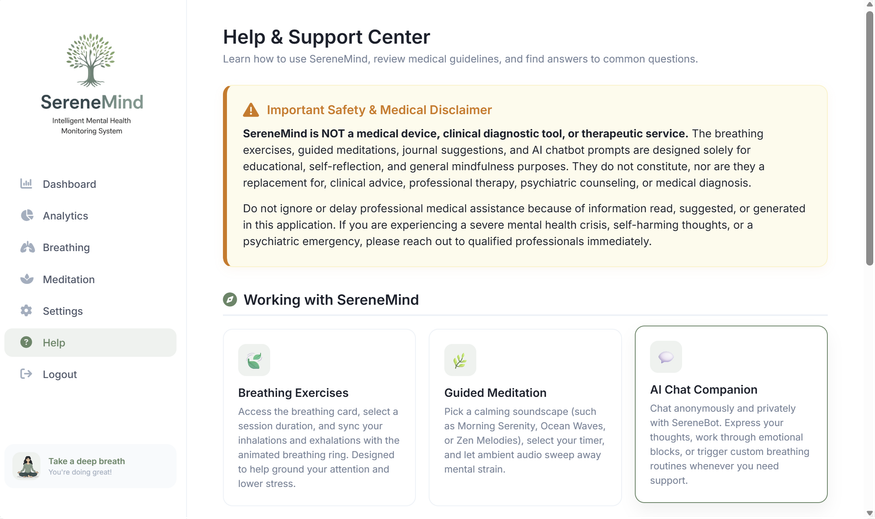 SereneMind
Intelligent Mental Health
Monitoring System
Dashboard
Analytics
Breathing
Meditation
Settings
Help
Logout
Take a deep breath
You're doing great!
Help & Support Center
Learn how to use SereneMind, review medical guidelines, and find answers to common questions.
Important Safety & Medical Disclaimer
SereneMind is NOT a medical device, clinical diagnostic tool, or therapeutic service. The breathing
exercises, guided meditations, journal suggestions, and AI chatbot prompts are designed solely for
educational, self-reflection, and general mindfulness purposes. They do not constitute, nor are they a
replacement for, clinical advice, professional therapy, psychiatric counseling, or medical diagnosis.
Do not ignore or delay professional medical assistance because of information read, suggested, or generated
in this application. If you are experiencing a severe mental health crisis, self-harming thoughts, or a
psychiatric emergency, please reach out to qualified professionals immediately.
Working with SereneMind
Breathing Exercises
Access the breathing card, select a
session duration, and sync your
inhalations and exhalations with the
animated breathing ring. Designed
to help ground your attention and
lower stress.
Guided Meditation
Pick a calming soundscape (such
as Morning Serenity, Ocean Waves,
or Zen Melodies), select your timer,
and let ambient audio sweep away
mental strain.
AI Chat Companion
Chat anonymously and privately
with SereneBot. Express your
thoughts, work through emotional
blocks, or trigger custom breathing
routines whenever you need
support.